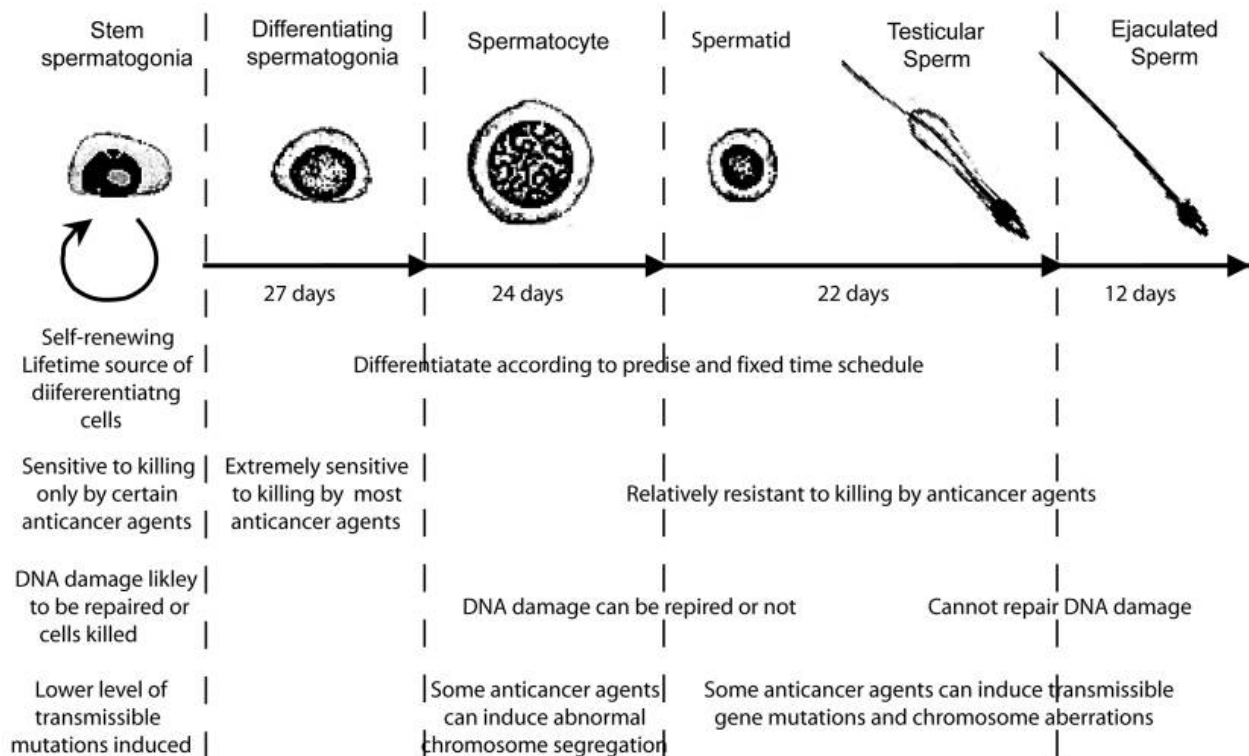 Stem
spermatogonia
Differentiating
spermatogonia
Spermatocyte
Spermatid
Testicular
Sperm
Ejaculated
Sperm
27 days
24 days
22 days
12 days
Self-renewing
Lifetime source of
diifererentiatng
cells
Differentiatate according to precise and fixed time schedule
Sensitive to killing
only by certain
anticancer agents
Extremely sensitive
to killing by most
anticancer agents
Relatively resistant to killing by anticancer agents
DNA damage likley
to be repaired or
cells killed
DNA damage can be repired or not
Cannot repair DNA damage
Lower level of
transmissible
mutations induced
Some anticancer agents
can induce abnormal
chromosome segregation
Some anticancer agents can induce transmissible
gene mutations and chromosome aberrations